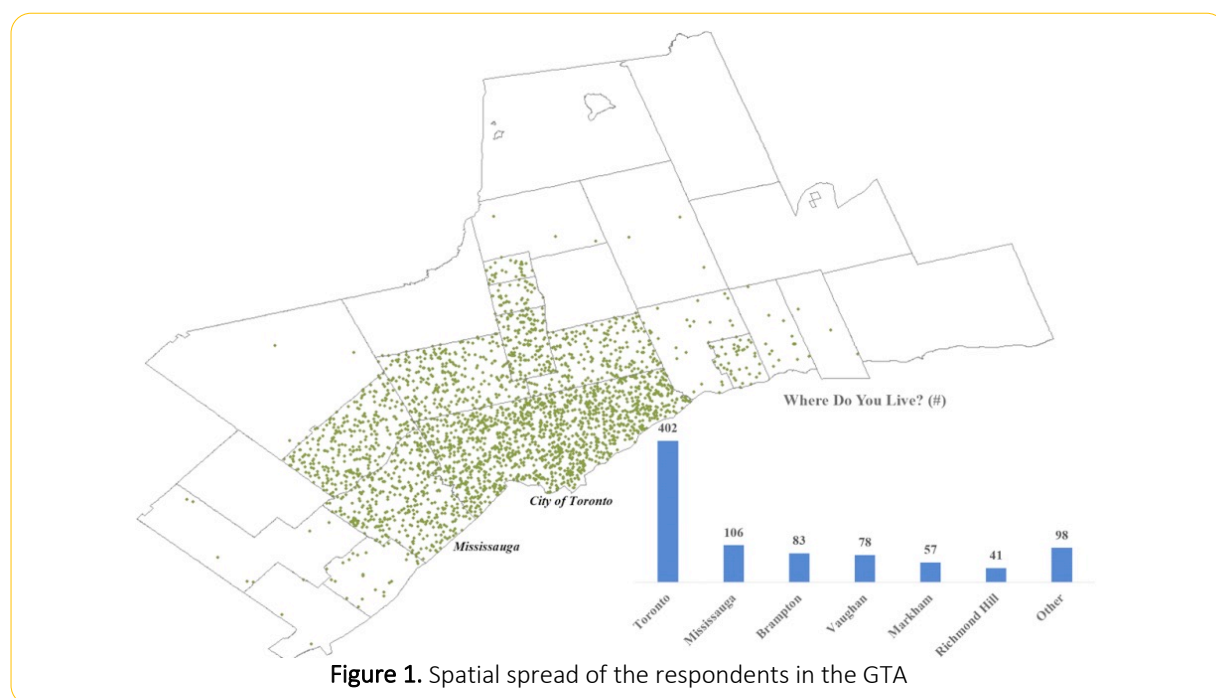 Where Do You Live? (#)
402
106
83
78
57
41
98
Toronto
Mississauga
Brampton
Vaughan
Markham
Richmond Hill
Other
City of Toronto
Mississauga
Figure 1. Spatial spread of the respondents in the GTA